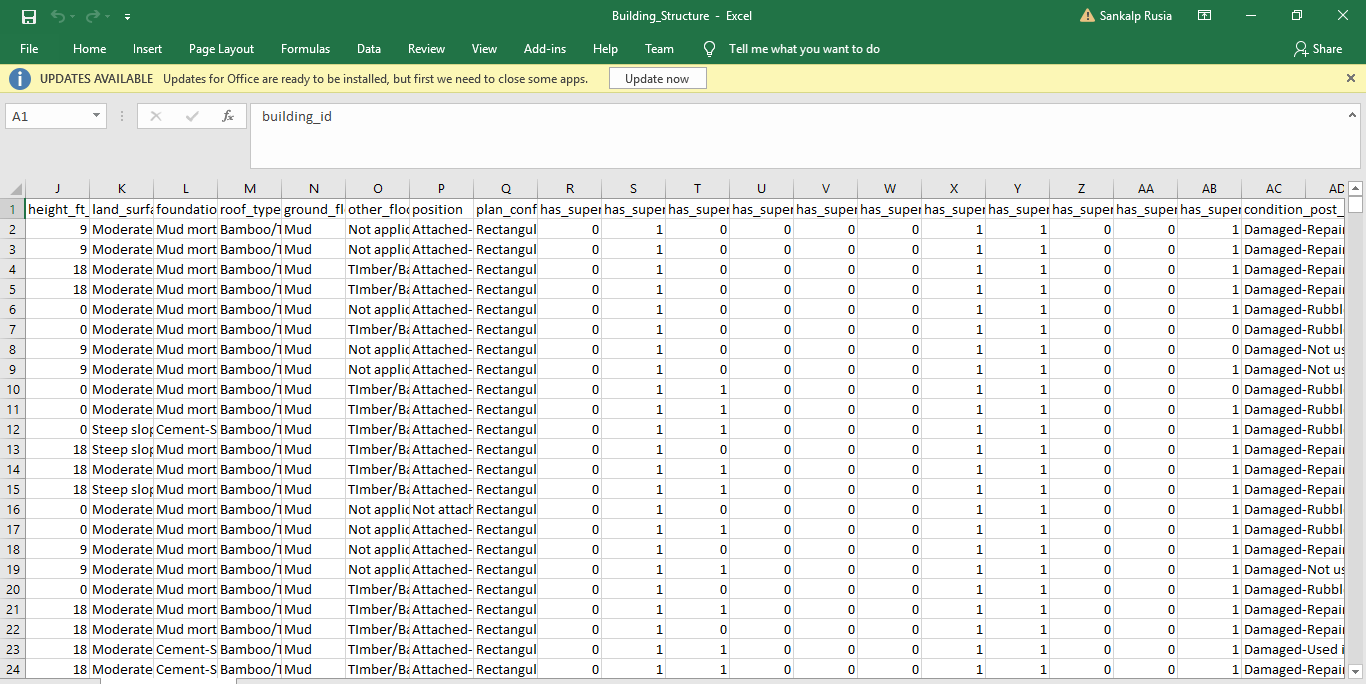 Building_Structure - Excel
Sankalp Rusia
File Home Insert Page Layout Formulas Data Review View Add-ins Help Team Tell me what you want to do Share
UPDATES AVAILABLE Updates for Office are ready to be installed, but first we need to close some apps. Update now
A1 fx building_id
J K L M N O P Q R S T U V W X Y Z AA AB AC AD
1 height_ft_ land_surfa foundatio roof_type ground_fl other_floo position plan_conf has_super has_super has_super has_super has_super has_super has_super has_super has_super has_super has_super condition_post_
2 9 Moderate Mud mort Bamboo/T Mud Not applic Attached- Rectangul 0 1 0 0 0 0 1 1 0 0 1 Damaged-Repair
3 9 Moderate Mud mort Bamboo/T Mud Not applic Attached- Rectangul 0 1 0 0 0 0 1 1 0 0 1 Damaged-Repair
4 18 Moderate Mud mort Bamboo/T Mud TImber/Ba Attached- Rectangul 0 1 0 0 0 0 1 1 0 0 1 Damaged-Repair
5 18 Moderate Mud mort Bamboo/T Mud TImber/Ba Attached- Rectangul 0 1 0 0 0 0 1 1 0 0 1 Damaged-Repair
6 0 Moderate Mud mort Bamboo/T Mud Not applic Attached- Rectangul 0 1 0 0 0 0 1 1 0 0 1 Damaged-Rubbl
7 0 Moderate Mud mort Bamboo/T Mud TImber/Ba Attached- Rectangul 0 1 0 0 0 0 1 1 0 0 0 Damaged-Rubbl
8 9 Moderate Mud mort Bamboo/T Mud Not applic Attached- Rectangul 0 1 0 0 0 0 1 1 0 0 0 Damaged-Not us
9 9 Moderate Mud mort Bamboo/T Mud Not applic Attached- Rectangul 0 1 0 0 0 0 1 1 0 0 1 Damaged-Not us
10 0 Moderate Mud mort Bamboo/T Mud TImber/Ba Attached- Rectangul 0 1 1 0 0 0 1 1 0 0 0 Damaged-Rubbl
11 0 Moderate Mud mort Bamboo/T Mud TImber/Ba Attached- Rectangul 0 1 1 0 0 0 1 1 0 0 1 Damaged-Rubbl
12 0 Steep slop Cement-S Bamboo/T Mud TImber/Ba Attached- Rectangul 0 1 1 0 0 0 1 1 0 0 1 Damaged-Rubbl
13 18 Steep slop Mud mort Bamboo/T Mud TImber/Ba Attached- Rectangul 0 1 0 0 0 0 1 1 0 0 1 Damaged-Repair
14 18 Moderate Mud mort Bamboo/T Mud TImber/Ba Attached- Rectangul 0 1 1 0 0 0 1 1 0 0 1 Damaged-Repair
15 18 Steep slop Mud mort Bamboo/T Mud TImber/Ba Attached- Rectangul 0 1 1 0 0 0 1 1 0 0 1 Damaged-Repair
16 0 Moderate Mud mort Bamboo/T Mud Not applic Not attach Rectangul 0 1 0 0 0 0 1 1 0 0 1 Damaged-Rubbl
17 0 Moderate Mud mort Bamboo/T Mud Not applic Attached- Rectangul 0 1 1 0 0 0 1 1 0 0 1 Damaged-Rubbl
18 9 Moderate Mud mort Bamboo/T Mud Not applic Attached- Rectangul 0 1 0 0 0 0 1 1 0 0 1 Damaged-Repair
19 9 Moderate Mud mort Bamboo/T Mud Not applic Attached- Rectangul 0 1 1 0 0 0 1 1 0 0 1 Damaged-Not us
20 0 Moderate Mud mort Bamboo/T Mud TImber/Ba Attached- Rectangul 0 1 0 0 0 0 1 1 0 0 1 Damaged-Rubbl
21 18 Moderate Mud mort Bamboo/T Mud TImber/Ba Attached- Rectangul 0 1 1 0 0 0 1 1 0 0 1 Damaged-Repair
22 18 Moderate Mud mort Bamboo/T Mud TImber/Ba Attached- Rectangul 0 1 0 0 0 0 1 1 0 0 1 Damaged-Repair
23 18 Moderate Cement-S Bamboo/T Mud TImber/Ba Attached- Rectangul 0 1 1 0 0 0 1 1 0 0 1 Damaged-Used i
24 18 Moderate Cement-S Bamboo/T Mud TImber/Ba Attached- Rectangul 0 1 1 0 0 0 1 1 0 0 1 Damaged-Repair